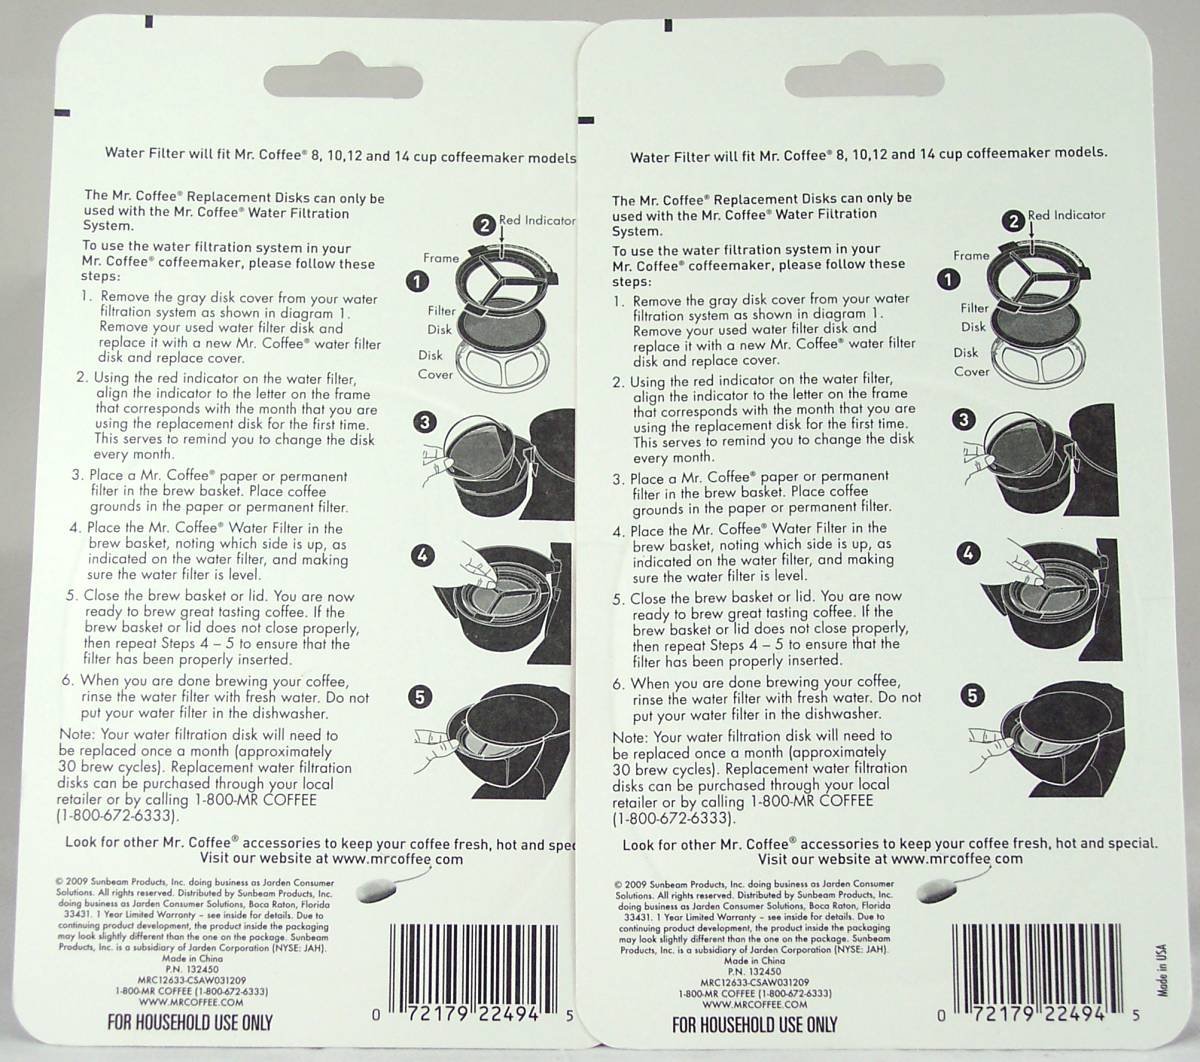 Water Filter will fit Mr. Coffee® 8, 10,12 and 14 cup coffeemaker models
The Mr. Coffee® Replacement Disks can only be
used with the Mr. Coffee® Water Filtration
System.
To use the water filtration system in your
Mr. Coffee® coffeemaker, please follow these
steps:
1. Remove the gray disk cover from your water
filtration system as shown in diagram 1.
Remove your used water filter disk and
replace it with a new Mr. Coffee® water filter
disk and replace cover.
2. Using the red indicator on the water filter,
align the indicator to the letter on the frame
that corresponds with the month that you are
using the replacement disk for the first time.
This serves to remind you to change the disk
every month.
3. Place a Mr. Coffee® paper or permanent
filter in the brew basket. Place coffee
grounds in the paper or permanent filter.
4. Place the Mr. Coffee® Water Filter in the
brew basket, noting which side is up, as
indicated on the water filter, and making
sure the water filter is level.
5. Close the brew basket or lid. You are now
ready to brew great tasting coffee. If the
brew basket or lid does not close properly,
then repeat Steps 4 – 5 to ensure that the
filter has been properly inserted.
6. When you are done brewing your coffee,
rinse the water filter with fresh water. Do not
put your water filter in the dishwasher.
Note: Your water filtration disk will need to
be replaced once a month (approximately
30 brew cycles). Replacement water filtration
disks can be purchased through your local
retailer or by calling 1-800-MR COFFEE
(1-800-672-6333).
2 Red Indicator
Frame
1
Filter
Disk
Disk
Cover
3
4
5
Look for other Mr. Coffee® accessories to keep your coffee fresh, hot and spec
Visit our website at www.mrcoffee.com
© 2009 Sunbeam Products, Inc. doing business as Jarden Consumer
Solutions. All rights reserved. Distributed by Sunbeam Products, Inc.
doing business as Jarden Consumer Solutions, Boca Raton, Florida
33431. 1 Year Limited Warranty – see inside for details. Due to
continuing product development, the product inside the packaging
may look slightly different than the one on the package. Sunbeam
Products, Inc. is a subsidiary of Jarden Corporation (NYSE: JAH).
Made in China
P.N. 132450
MRC12633-CSAW031209
1-800-MR COFFEE (1-800-672-6333)
WWW.MRCOFFEE.COM
FOR HOUSEHOLD USE ONLY
0 72179 22494 5
Water Filter will fit Mr. Coffee® 8, 10,12 and 14 cup coffeemaker models.
The Mr. Coffee® Replacement Disks can only be
used with the Mr. Coffee® Water Filtration
System.
To use the water filtration system in your
Mr. Coffee® coffeemaker, please follow these
steps:
1. Remove the gray disk cover from your water
filtration system as shown in diagram 1.
Remove your used water filter disk and
replace it with a new Mr. Coffee® water filter
disk and replace cover.
2. Using the red indicator on the water filter,
align the indicator to the letter on the frame
that corresponds with the month that you are
using the replacement disk for the first time.
This serves to remind you to change the disk
every month.
3. Place a Mr. Coffee® paper or permanent
filter in the brew basket. Place coffee
grounds in the paper or permanent filter.
4. Place the Mr. Coffee® Water Filter in the
brew basket, noting which side is up, as
indicated on the water filter, and making
sure the water filter is level.
5. Close the brew basket or lid. You are now
ready to brew great tasting coffee. If the
brew basket or lid does not close properly,
then repeat Steps 4 – 5 to ensure that the
filter has been properly inserted.
6. When you are done brewing your coffee,
rinse the water filter with fresh water. Do not
put your water filter in the dishwasher.
Note: Your water filtration disk will need to
be replaced once a month (approximately
30 brew cycles). Replacement water filtration
disks can be purchased through your local
retailer or by calling 1-800-MR COFFEE
(1-800-672-6333).
2 Red Indicator
Frame
1
Filter
Disk
Disk
Cover
3
4
5
Look for other Mr. Coffee® accessories to keep your coffee fresh, hot and special.
Visit our website at www.mrcoffee.com
© 2009 Sunbeam Products, Inc. doing business as Jarden Consumer
Solutions. All rights reserved. Distributed by Sunbeam Products, Inc.
doing business as Jarden Consumer Solutions, Boca Raton, Florida
33431. 1 Year Limited Warranty – see inside for details. Due to
continuing product development, the product inside the packaging
may look slightly different than the one on the package. Sunbeam
Products, Inc. is a subsidiary of Jarden Corporation (NYSE: JAH).
Made in China
P.N. 132450
MRC12633-CSAW031209
1-800-MR COFFEE (1-800-672-6333)
WWW.MRCOFFEE.COM
FOR HOUSEHOLD USE ONLY
0 72179 22494 5
Made in USA